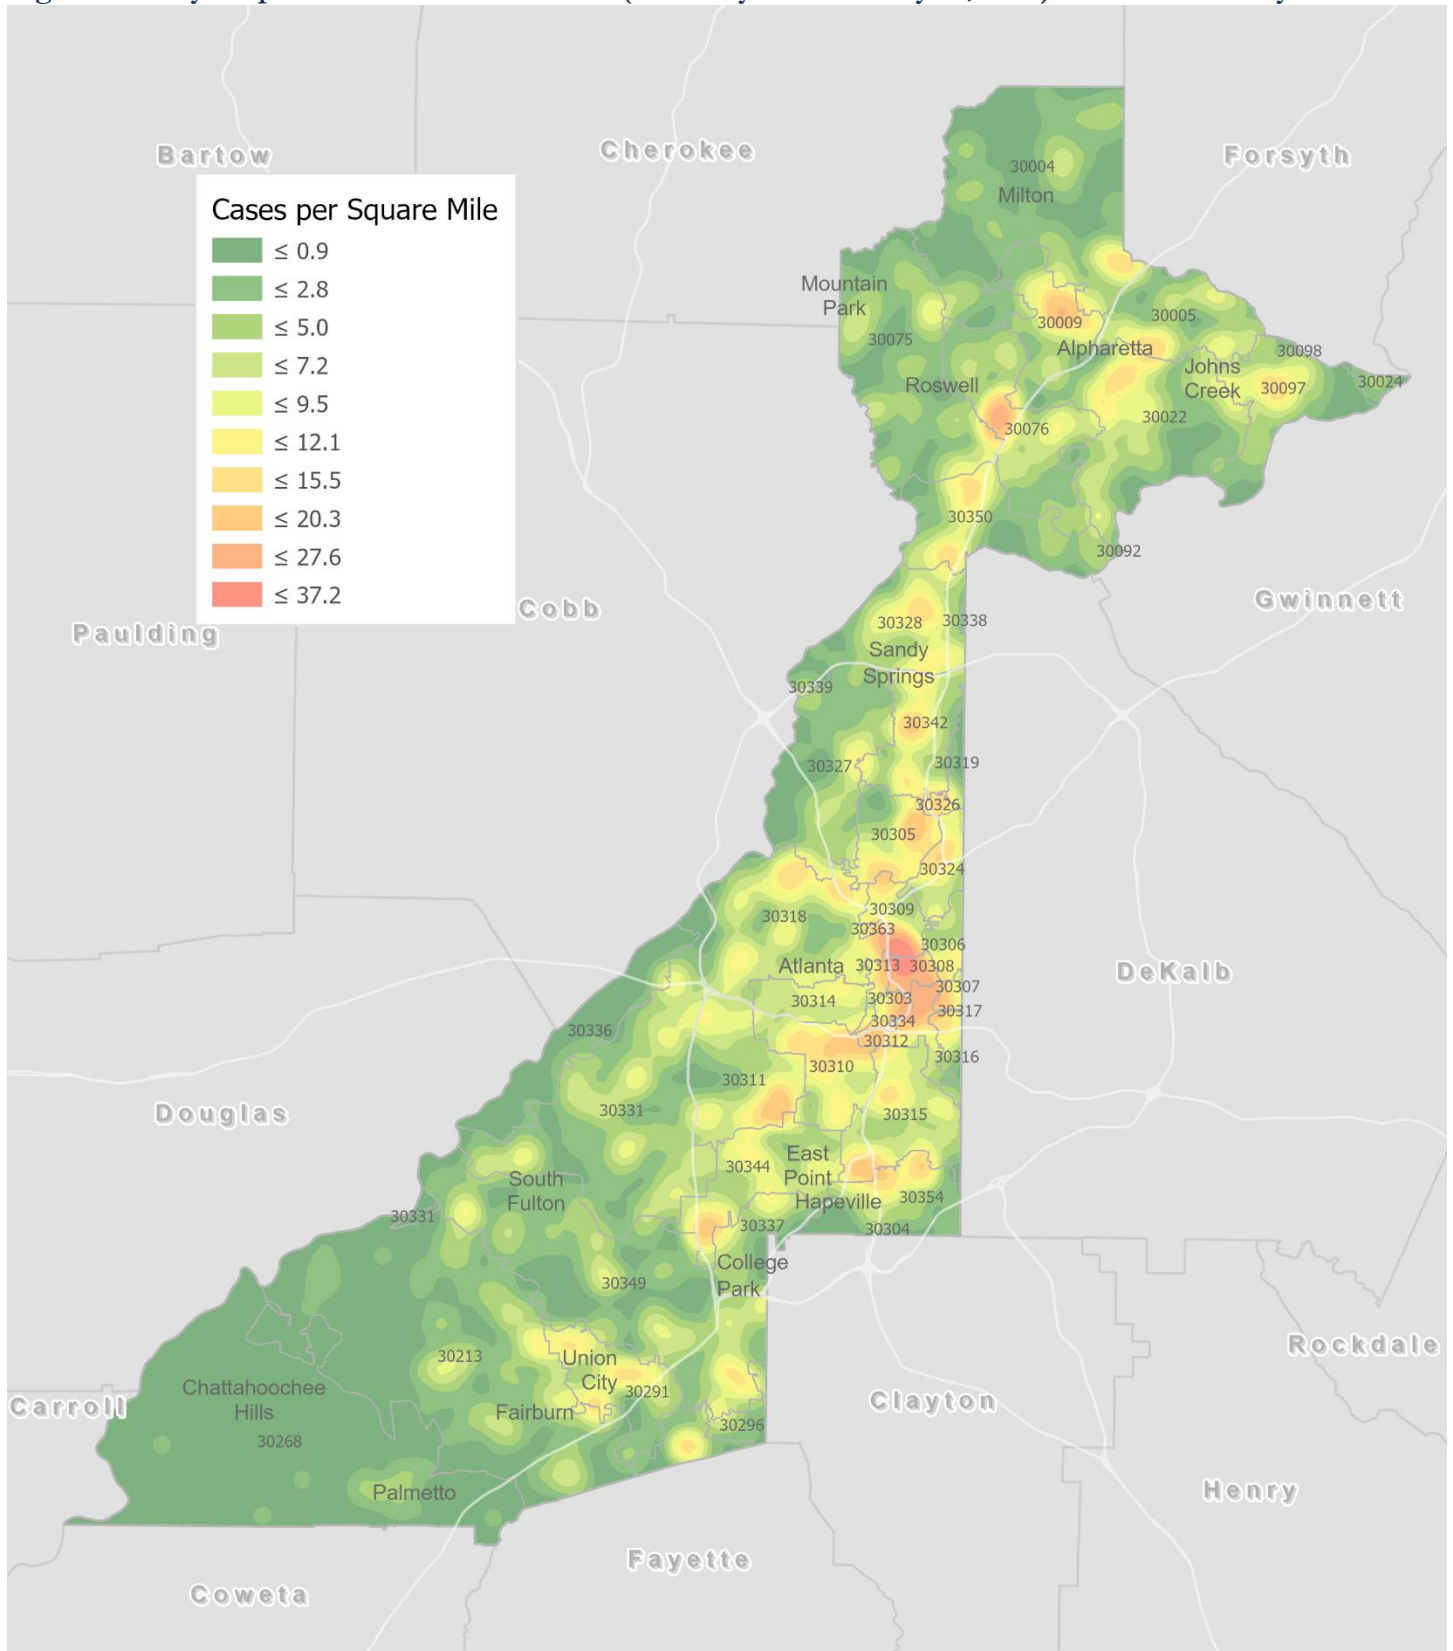 Bartow
Cherokee
Forsyth
Cases per Square Mile
≤ 0.9
≤ 2.8
≤ 5.0
≤ 7.2
≤ 9.5
≤ 12.1
≤ 15.5
≤ 20.3
≤ 27.6
≤ 37.2
30004
Milton
Mountain
Park
30009
30005
30075
Alpharetta
30098
Johns
Creek
30097
30024
Roswell
30076
30022
30350
30092
Gwinnett
Cobb
Paulding
30328
30338
Sandy
Springs
30339
30342
30327
30319
30326
30305
30324
30309
30318
30363
30306
Atlanta
30313
30308
DeKalb
30307
30314
30303
30317
30334
30336
30312
30316
30310
30311
30331
30315
Douglas
East
Point
30344
South
Fulton
Hapeville
30354
30331
30337
30304
College
Park
30349
Rockdale
30213
Union
City
Chattahoochee
Hills
30291
Carroll
Fairburn
Clayton
30296
30268
Palmetto
Henry
Fayette
Coweta